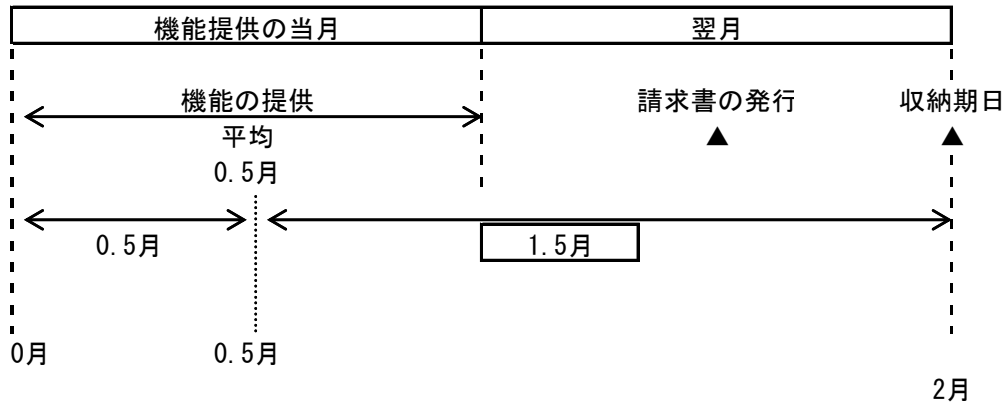 機能提供の当月 翌月
機能の提供 請求書の発行 収納期日
平均 ▲ ▲
0.5月
0.5月 1.5月
0月 0.5月
2月